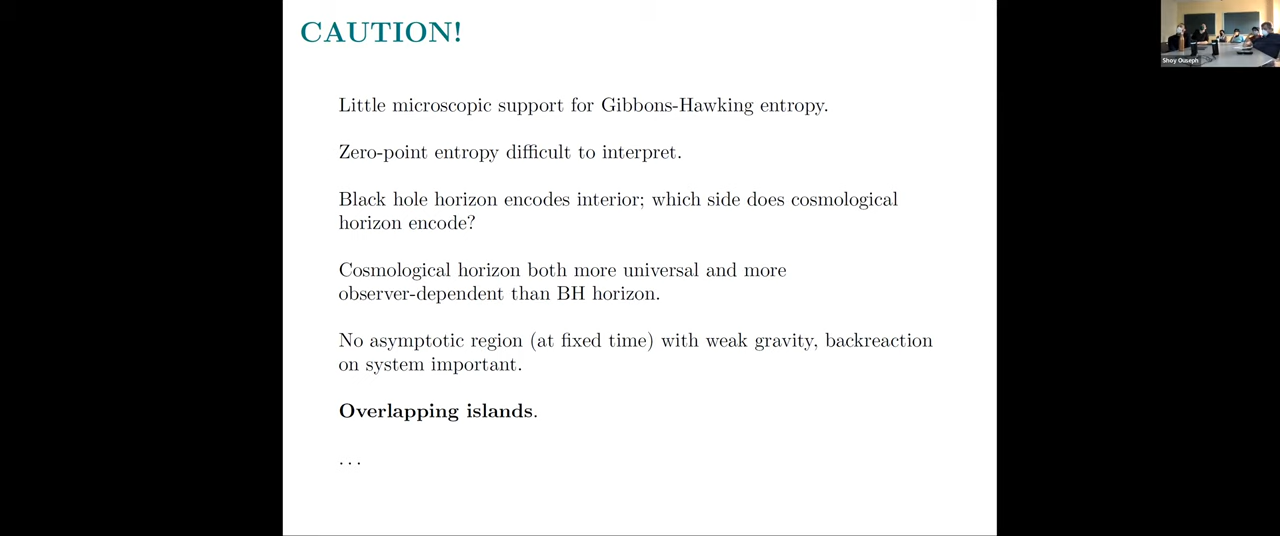 CAUTION!
Little microscopic support for Gibbons-Hawking entropy.
Zero-point entropy difficult to interpret.
Black hole horizon encodes interior; which side does cosmological
horizon encode?
Cosmological horizon both more universal and more
observer-dependent than BH horizon.
No asymptotic region (at fixed time) with weak gravity, backreaction
on system important.
Overlapping islands.
...
Shoy Ouseph